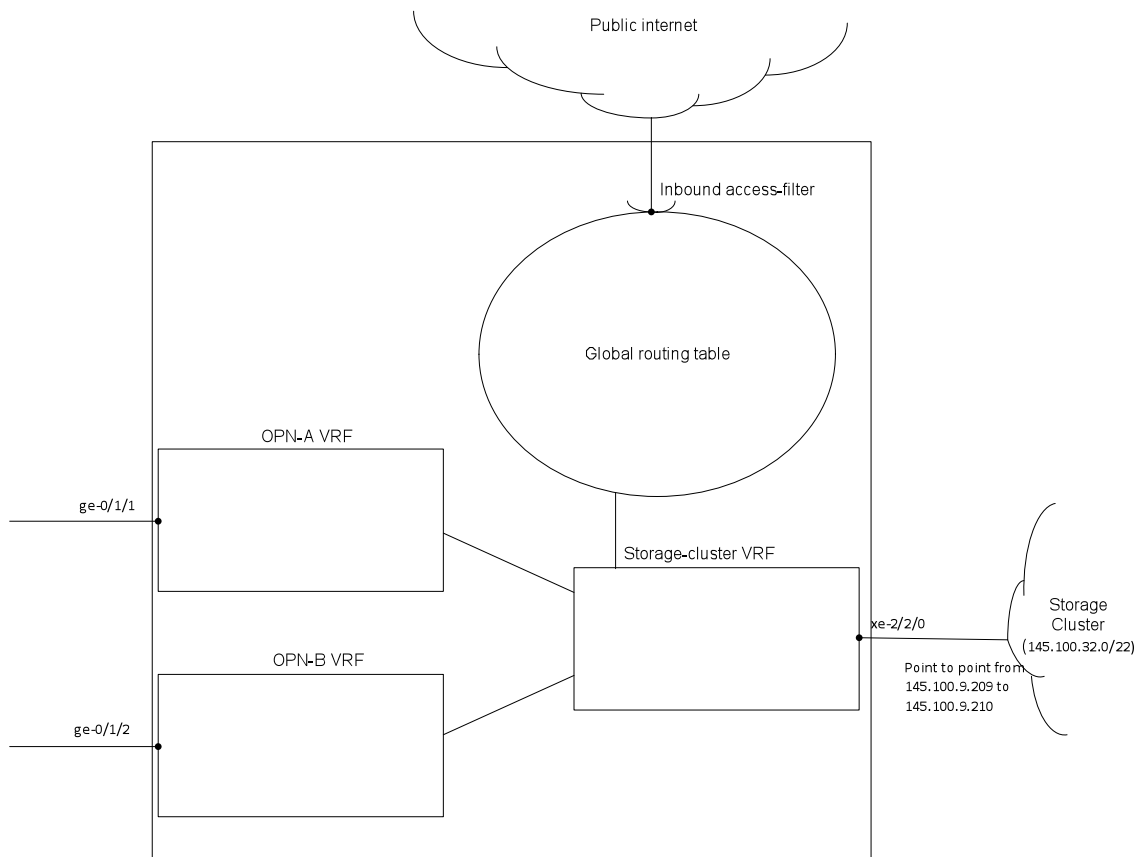 Public internet
Inbound access-filter
Global routing table
OPN-A VRF
ge-0/1/1
Storage-cluster VRF
xe-2/2/0
Storage
Cluster
(145.100.32.0/22)
Point to point from
145.100.9.209 to
145.100.9.210
OPN-B VRF
ge-0/1/2